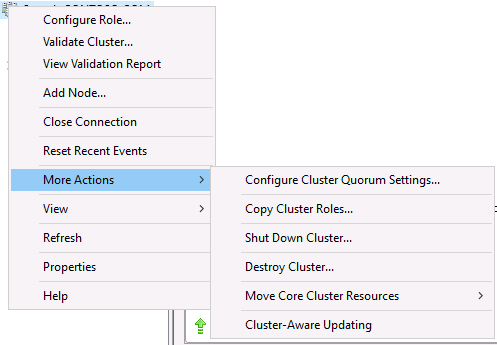 Configure Role...
Validate Cluster...
View Validation Report
Add Node...
Close Connection
Reset Recent Events
More Actions
View
Refresh
Properties
Help
Configure Cluster Quorum Settings...
Copy Cluster Roles...
Shut Down Cluster...
Destroy Cluster...
Move Core Cluster Resources
Cluster-Aware Updating